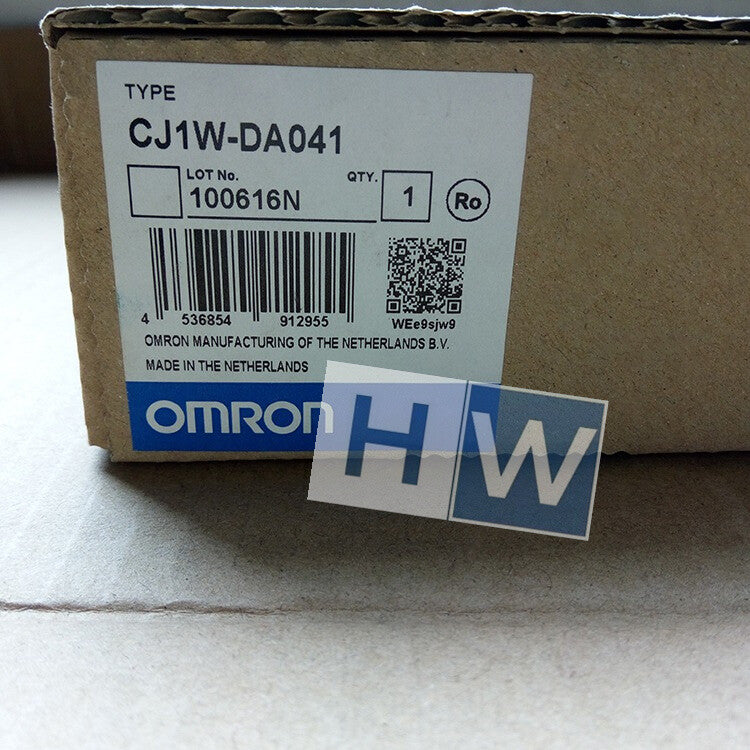 TYPE
CJ1W-DA041
LOT No.
QTY.
100616N
1
Ro
4 536854 912955
WEe9sjw9
OMRON MANUFACTURING OF THE NETHERLANDS B.V.
MADE IN THE NETHERLANDS
OMRON
HW